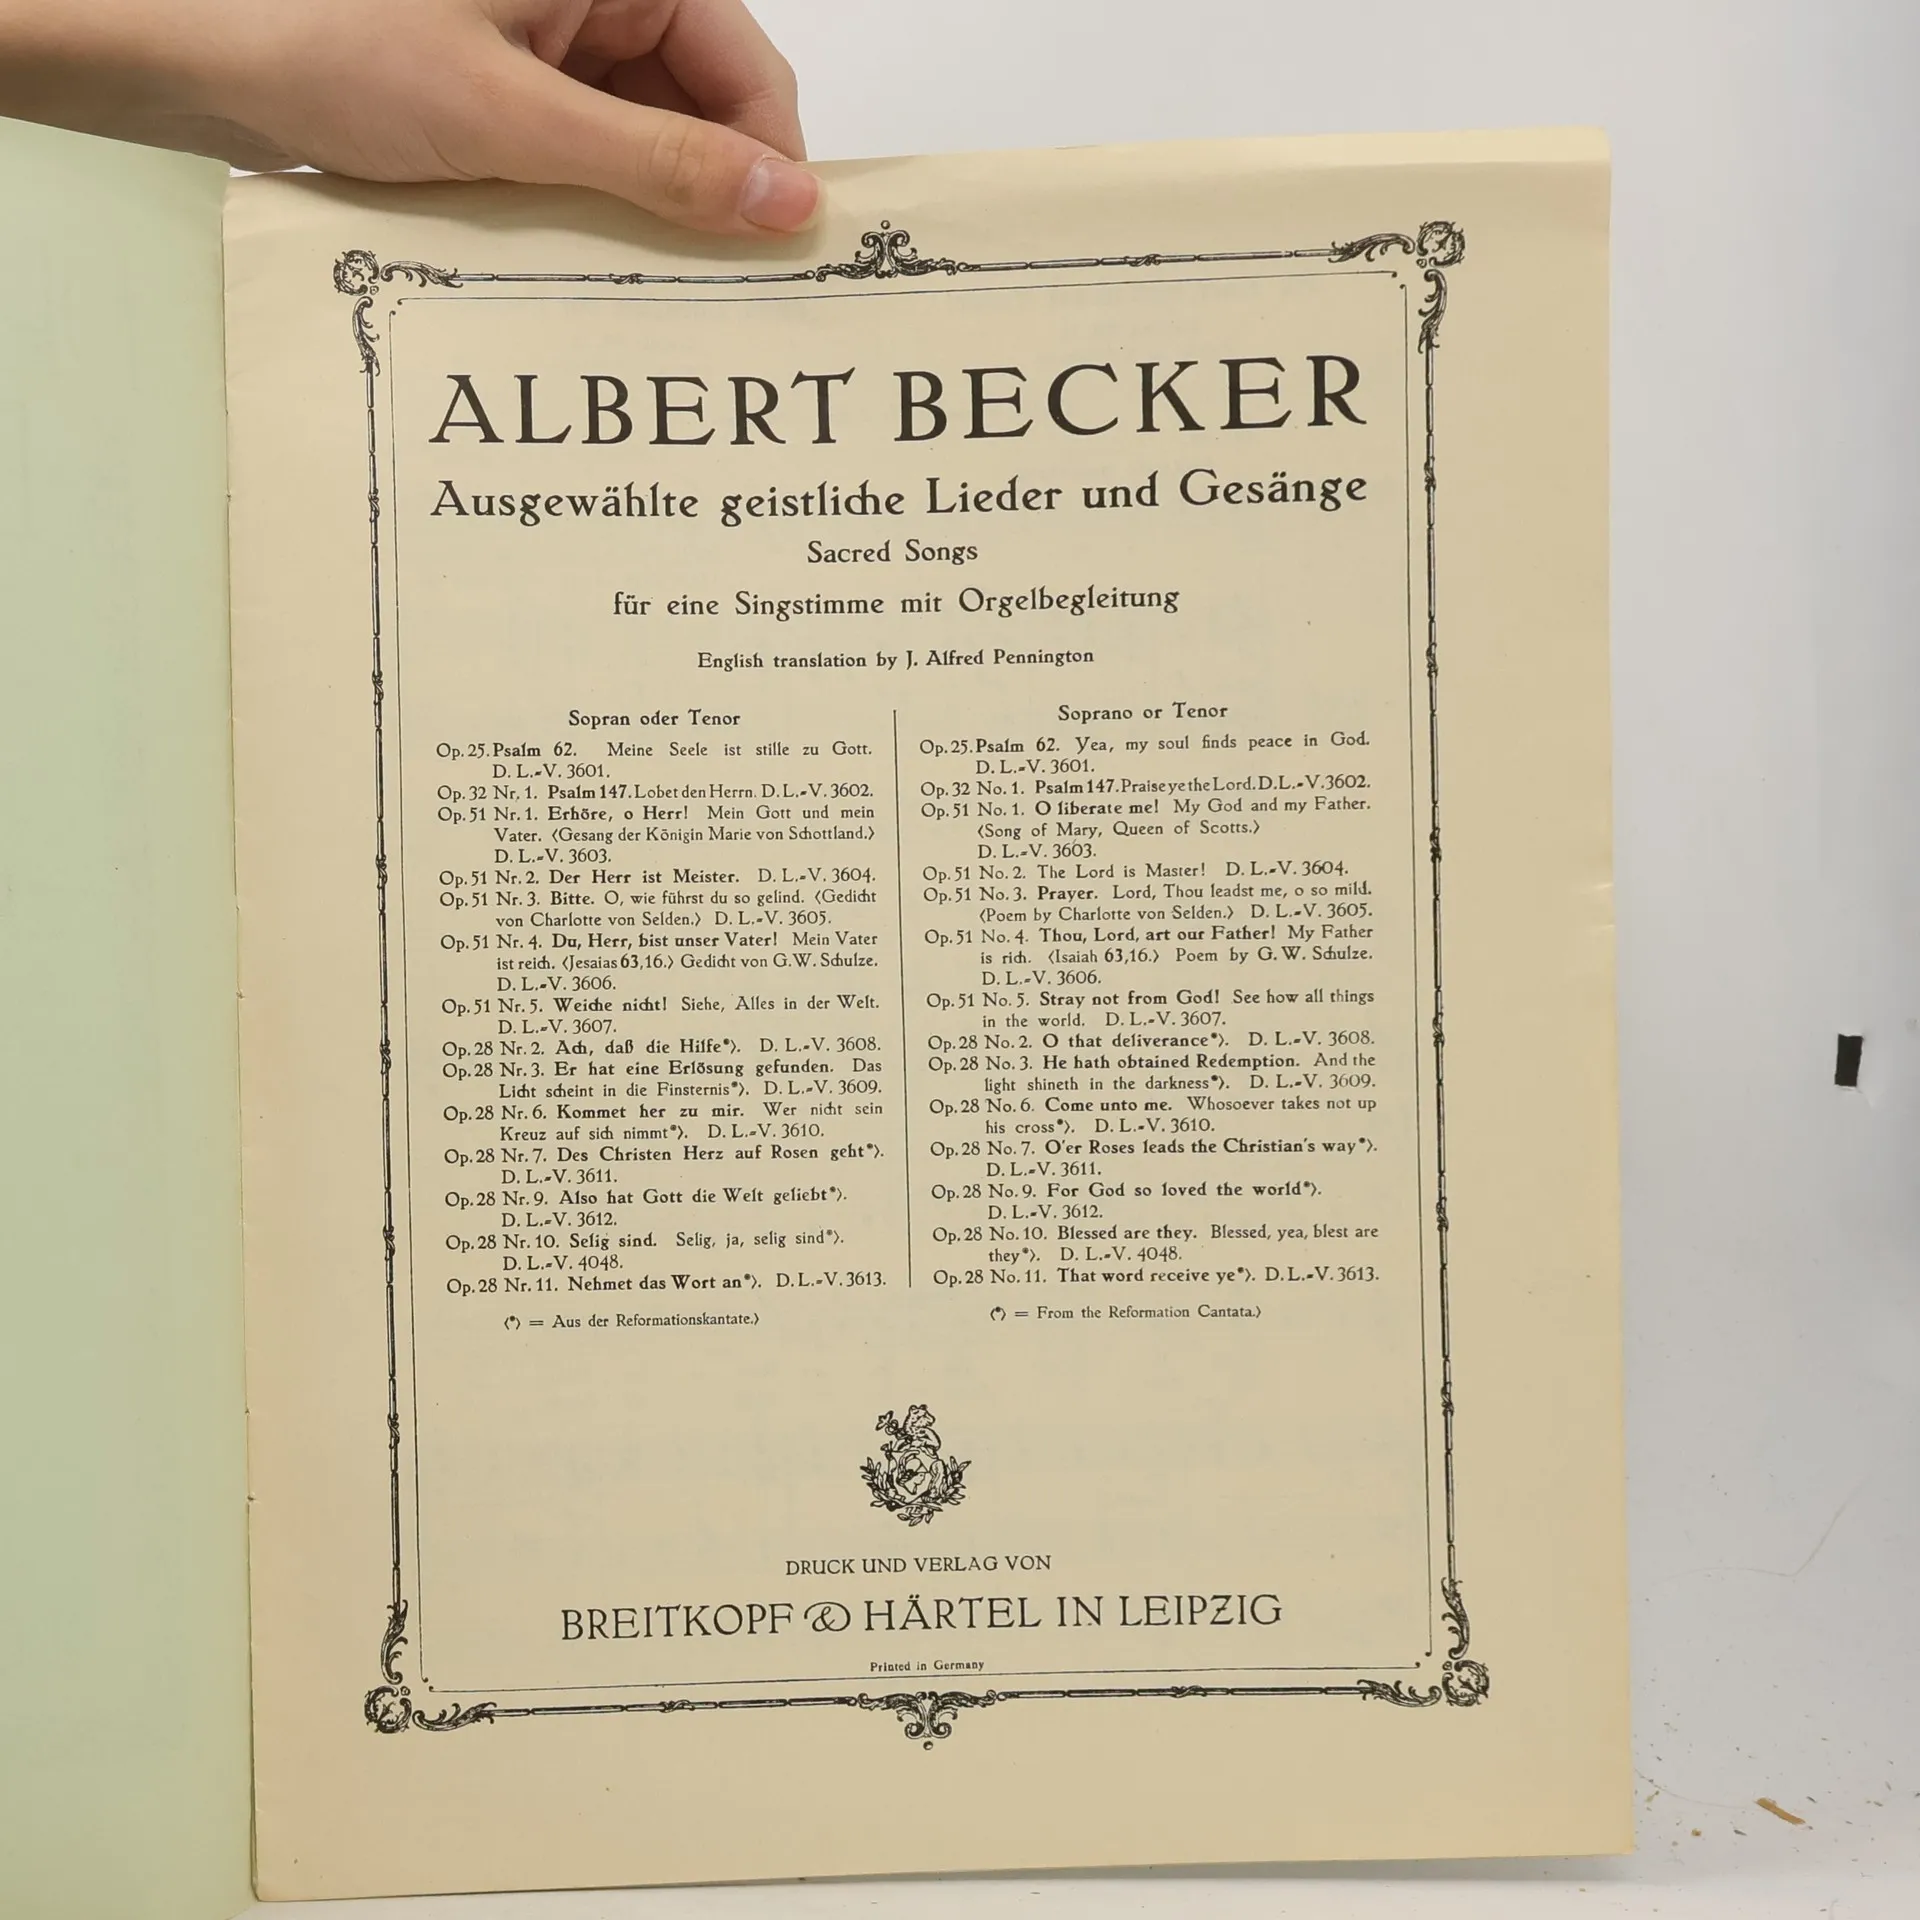 ALBERT BECKER
Ausgewählte geistliche Lieder und Gesänge
Sacred Songs
für eine Singstimme mit Orgelbegleitung
English translation by J. Alfred Pennington
Sopran oder Tenor
Op. 25. Psalm 62. Meine Seele ist stille zu Gott.
D. L.-V. 3601.
Op. 32 Nr. 1. Psalm 147. Lobet den Herrn. D. L.-V. 3602.
Op. 51 Nr. 1. Erhöre, o Herr! Mein Gott und mein
Vater. (Gesang der Königin Marie von Schottland.)
D. L.-V. 3603.
Op. 51 Nr. 2. Der Herr ist Meister. D. L.-V. 3604.
Op. 51 Nr. 3. Bitte. O, wie führst du so gelind. (Gedicht
von Charlotte von Selden.) D. L.-V. 3605.
Op. 51 Nr. 4. Du, Herr, bist unser Vater! Mein Vater
ist reich. (Jesaias 63,16.) Gedicht von G. W. Schulze.
D. L.-V. 3606.
Op. 51 Nr. 5. Weiche nicht! Siehe, Alles in der Welt.
D. L.-V. 3607.
Op. 28 Nr. 2. Ach, daß die Hilfe*). D. L.-V. 3608.
Op. 28 Nr. 3. Er hat eine Erlösung gefunden. Das
Licht scheint in die Finsternis*). D. L.-V. 3609.
Op. 28 Nr. 6. Kommet her zu mir. Wer nicht sein
Kreuz auf sich nimmt*). D. L.-V. 3610.
Op. 28 Nr. 7. Des Christen Herz auf Rosen geht*).
D. L.-V. 3611.
Op. 28 Nr. 9. Also hat Gott die Welt geliebt*).
D. L.-V. 3612.
Op. 28 Nr. 10. Selig sind. Selig, ja, selig sind*).
D. L.-V. 4048.
Op. 28 Nr. 11. Nehmet das Wort an*). D. L.-V. 3613.
(*) = Aus der Reformationskantate.)
Soprano or Tenor
Op. 25. Psalm 62. Yea, my soul finds peace in God.
D. L.-V. 3601.
Op. 32 No. 1. Psalm 147. Praise ye the Lord. D. L.-V. 3602.
Op. 51 No. 1. O liberate me! My God and my Father.
(Song of Mary, Queen of Scotts.)
D. L.-V. 3603.
Op. 51 No. 2. The Lord is Master! D. L.-V. 3604.
Op. 51 No. 3. Prayer. Lord, Thou leadst me, o so mild.
(Poem by Charlotte von Selden.) D. L.-V. 3605.
Op. 51 No. 4. Thou, Lord, art our Father! My Father
is rich. (Isaiah 63,16.) Poem by G. W. Schulze.
D. L.-V. 3606.
Op. 51 No. 5. Stray not from God! See how all things
in the world. D. L.-V. 3607.
Op. 28 No. 2. O that deliverance*). D. L.-V. 3608.
Op. 28 No. 3. He hath obtained Redemption. And the
light shineth in the darkness*). D. L.-V. 3609.
Op. 28 No. 6. Come unto me. Whosoever takes not up
his cross*). D. L.-V. 3610.
Op. 28 No. 7. O'er Roses leads the Christian's way*).
D. L.-V. 3611.
Op. 28 No. 9. For God so loved the world*).
D. L.-V. 3612.
Op. 28 No. 10. Blessed are they. Blessed, yea, blest are
they*). D. L.-V. 4048.
Op. 28 No. 11. That word receive ye*). D. L.-V. 3613.
(*) = From the Reformation Cantata.)
DRUCK UND VERLAG VON
BREITKOPF & HÄRTEL IN LEIPZIG
Printed in Germany